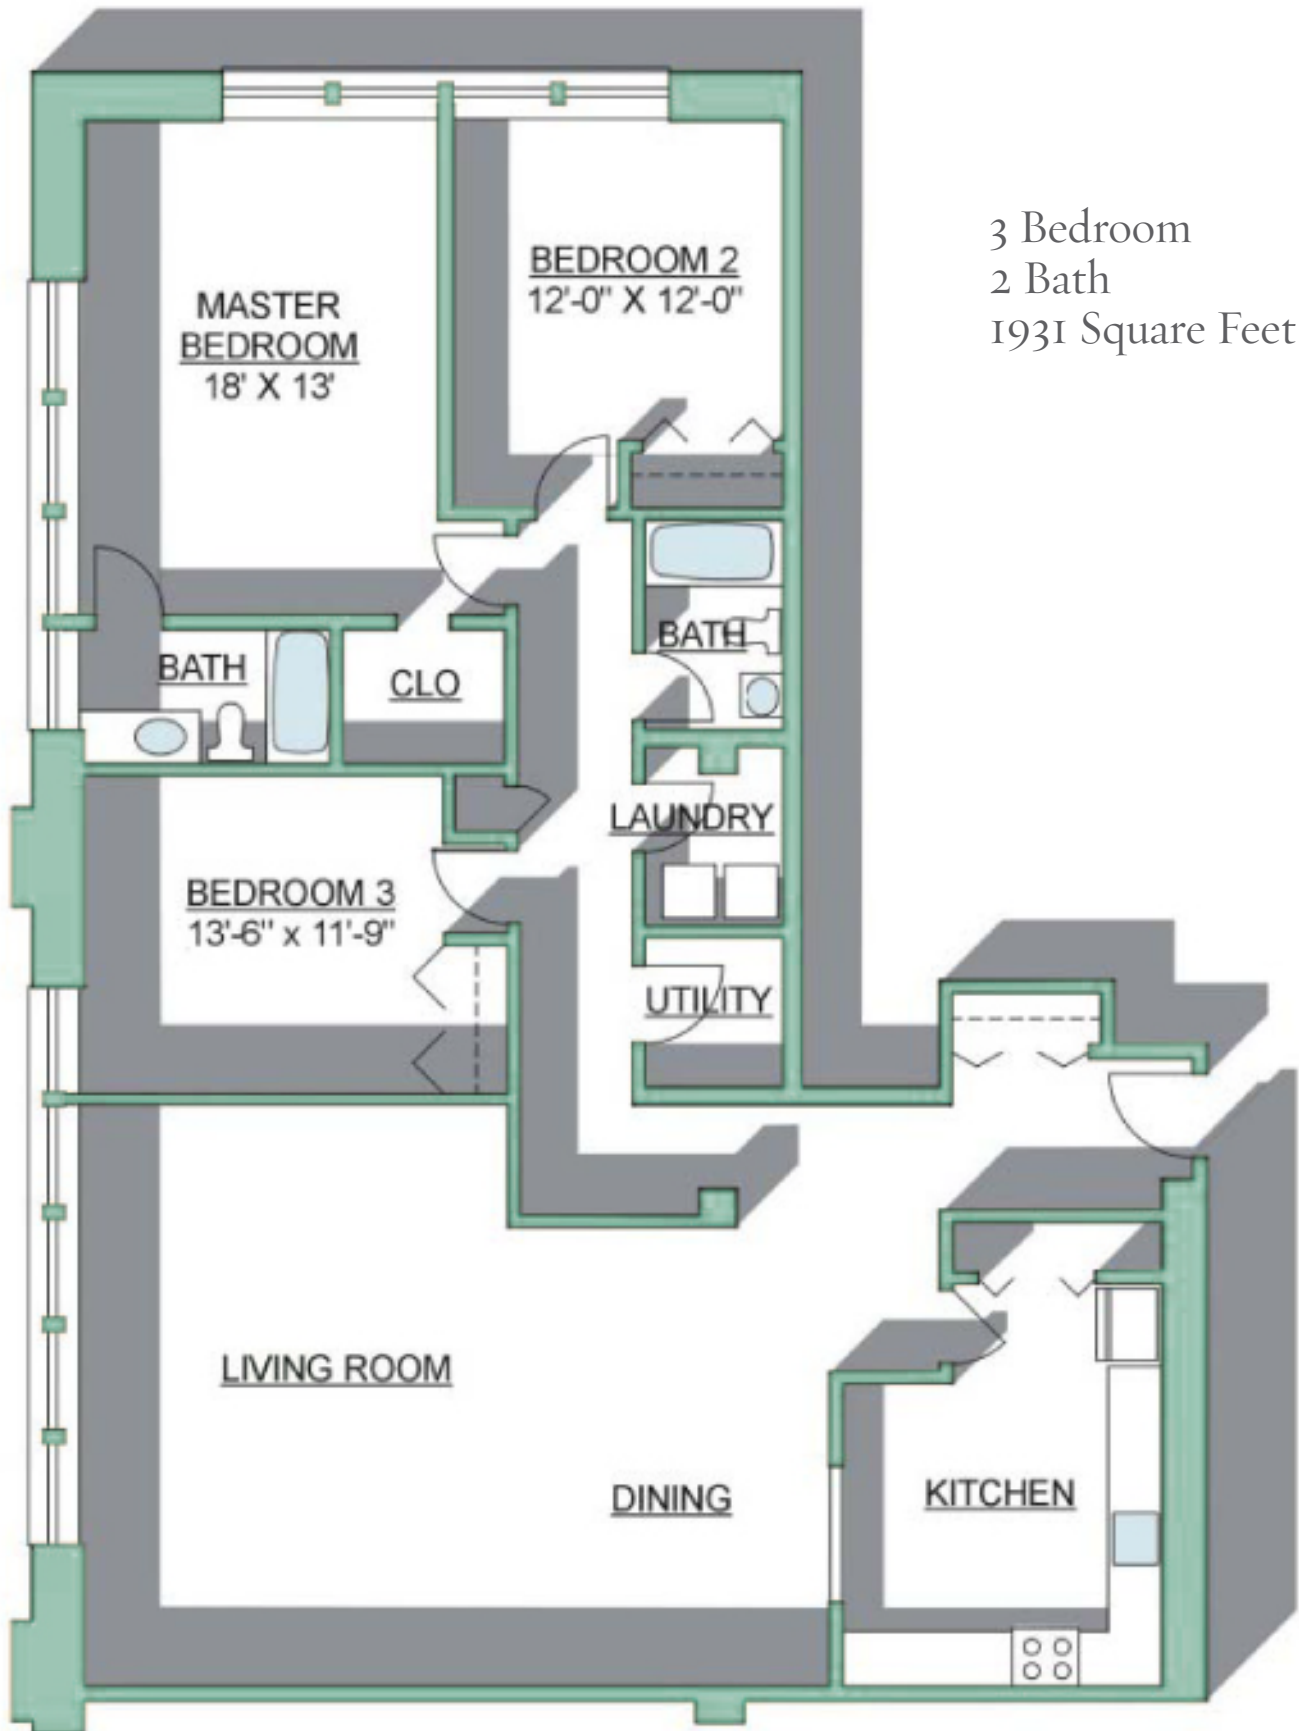 3 Bedroom
2 Bath
1931 Square Feet
BEDROOM 2
12'-0" X 12'-0"
MASTER
BEDROOM
18' X 13'
BATH
BATH
CLO
LAUNDRY
BEDROOM 3
13'-6" x 11'-9"
UTILITY
LIVING ROOM
DINING
KITCHEN